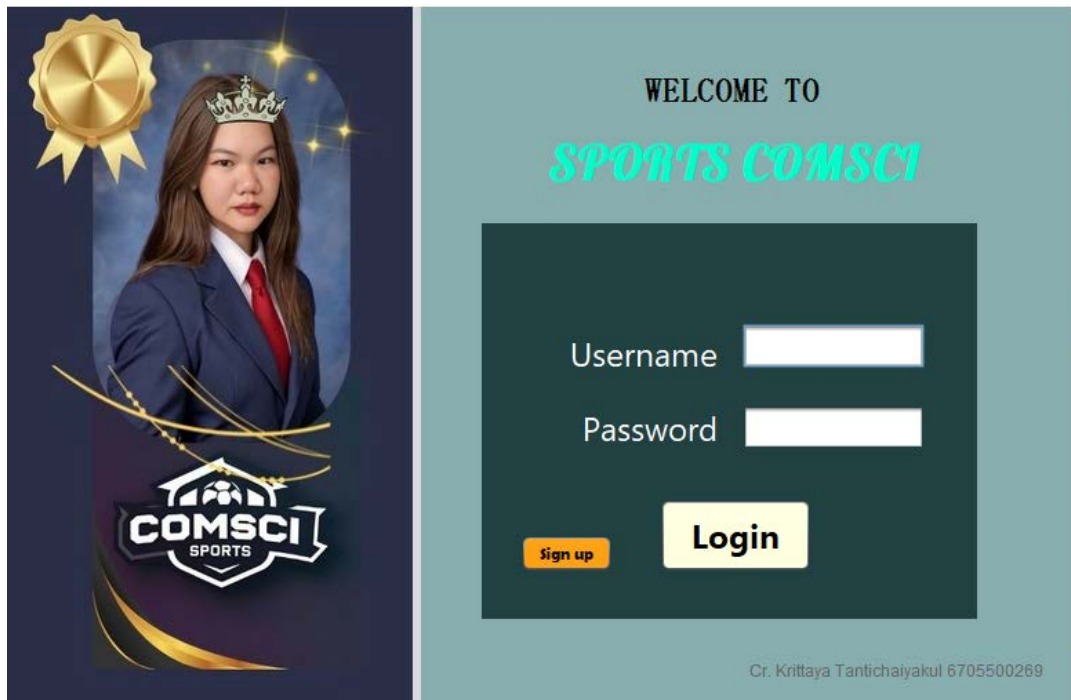 COMSCI
SPORTS
WELCOME TO
SPORTS COMSCI
Username
Password
Login
Sign up
Cr. Krittaya Tantichaiyakul 6705500269